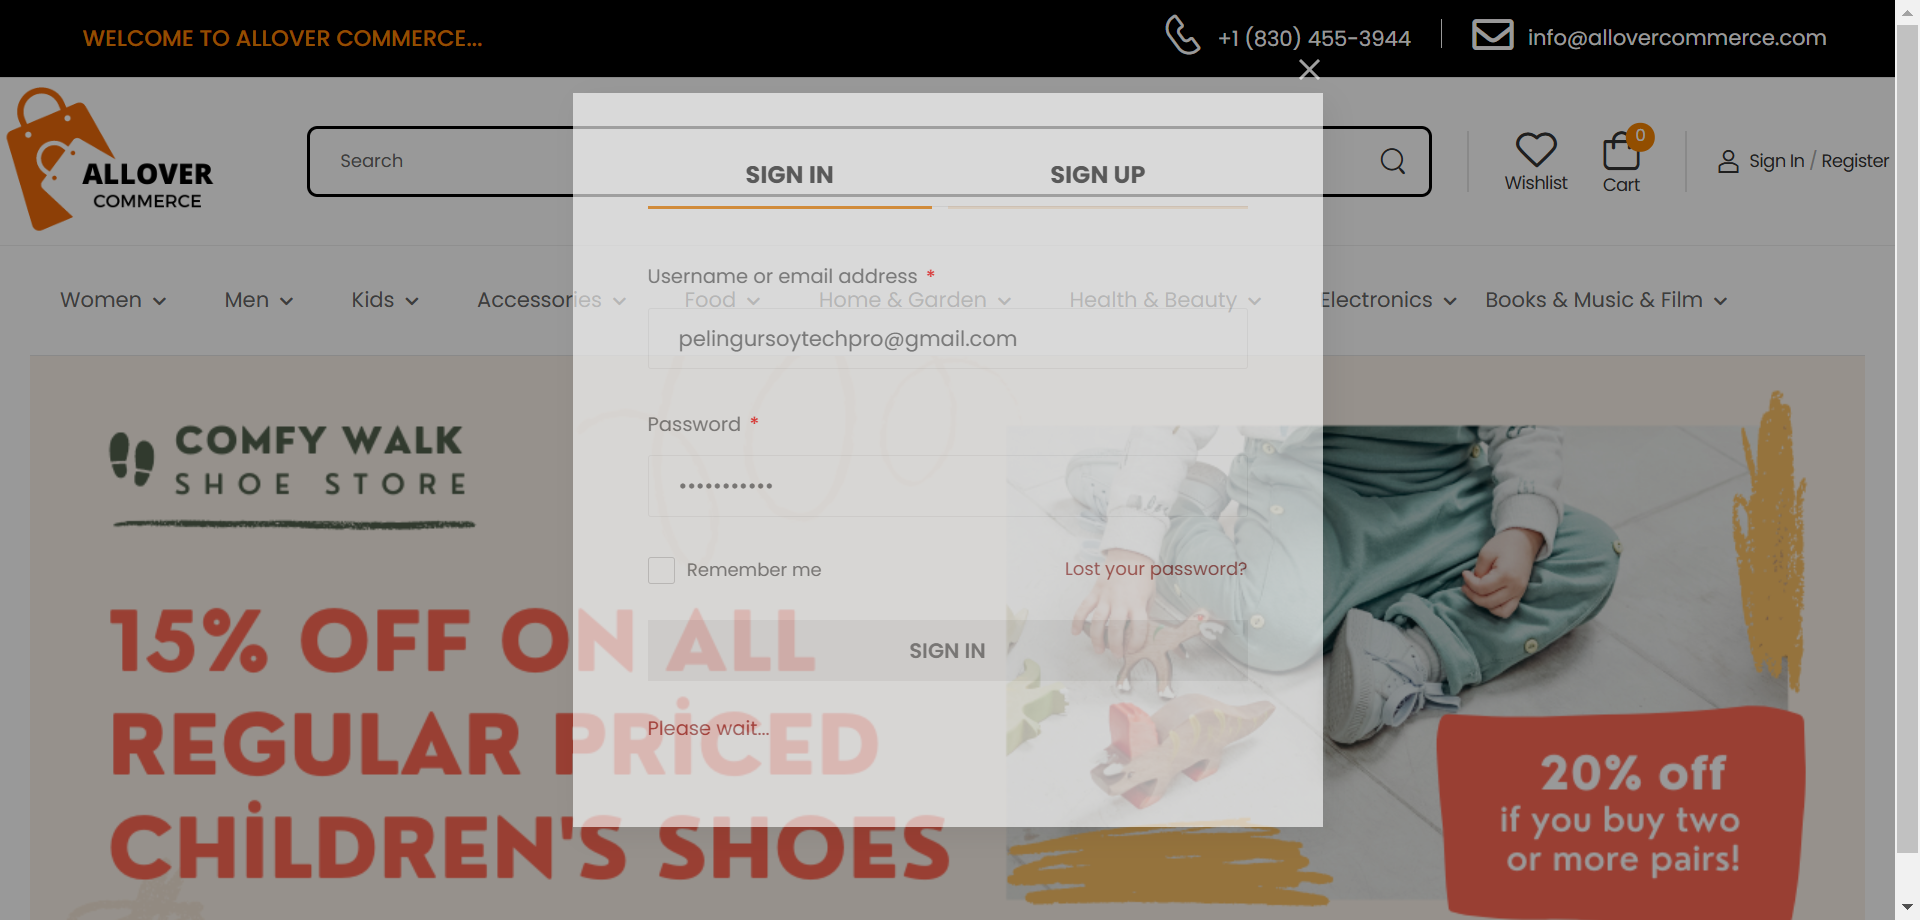 WELCOME TO ALLOVER COMMERCE...
+1 (830) 455-3944
info@allovercommerce.com
ALLOVER
COMMERCE
Search
Wishlist
0
Cart
Sign In / Register
SIGN IN
SIGN UP
Women
Men
Kids
Accessories
Food
Home & Garden
Health & Beauty
Electronics
Books & Music & Film
Username or email address *
pelingursoytechpro@gmail.com
Password *
•••••••••••
Remember me
Lost your password?
SIGN IN
Please wait...
COMFY WALK
SHOE STORE
15% OFF ON ALL
REGULAR PRİCED
CHİLDREN'S SHOES
20% off
if you buy two
or more pairs!